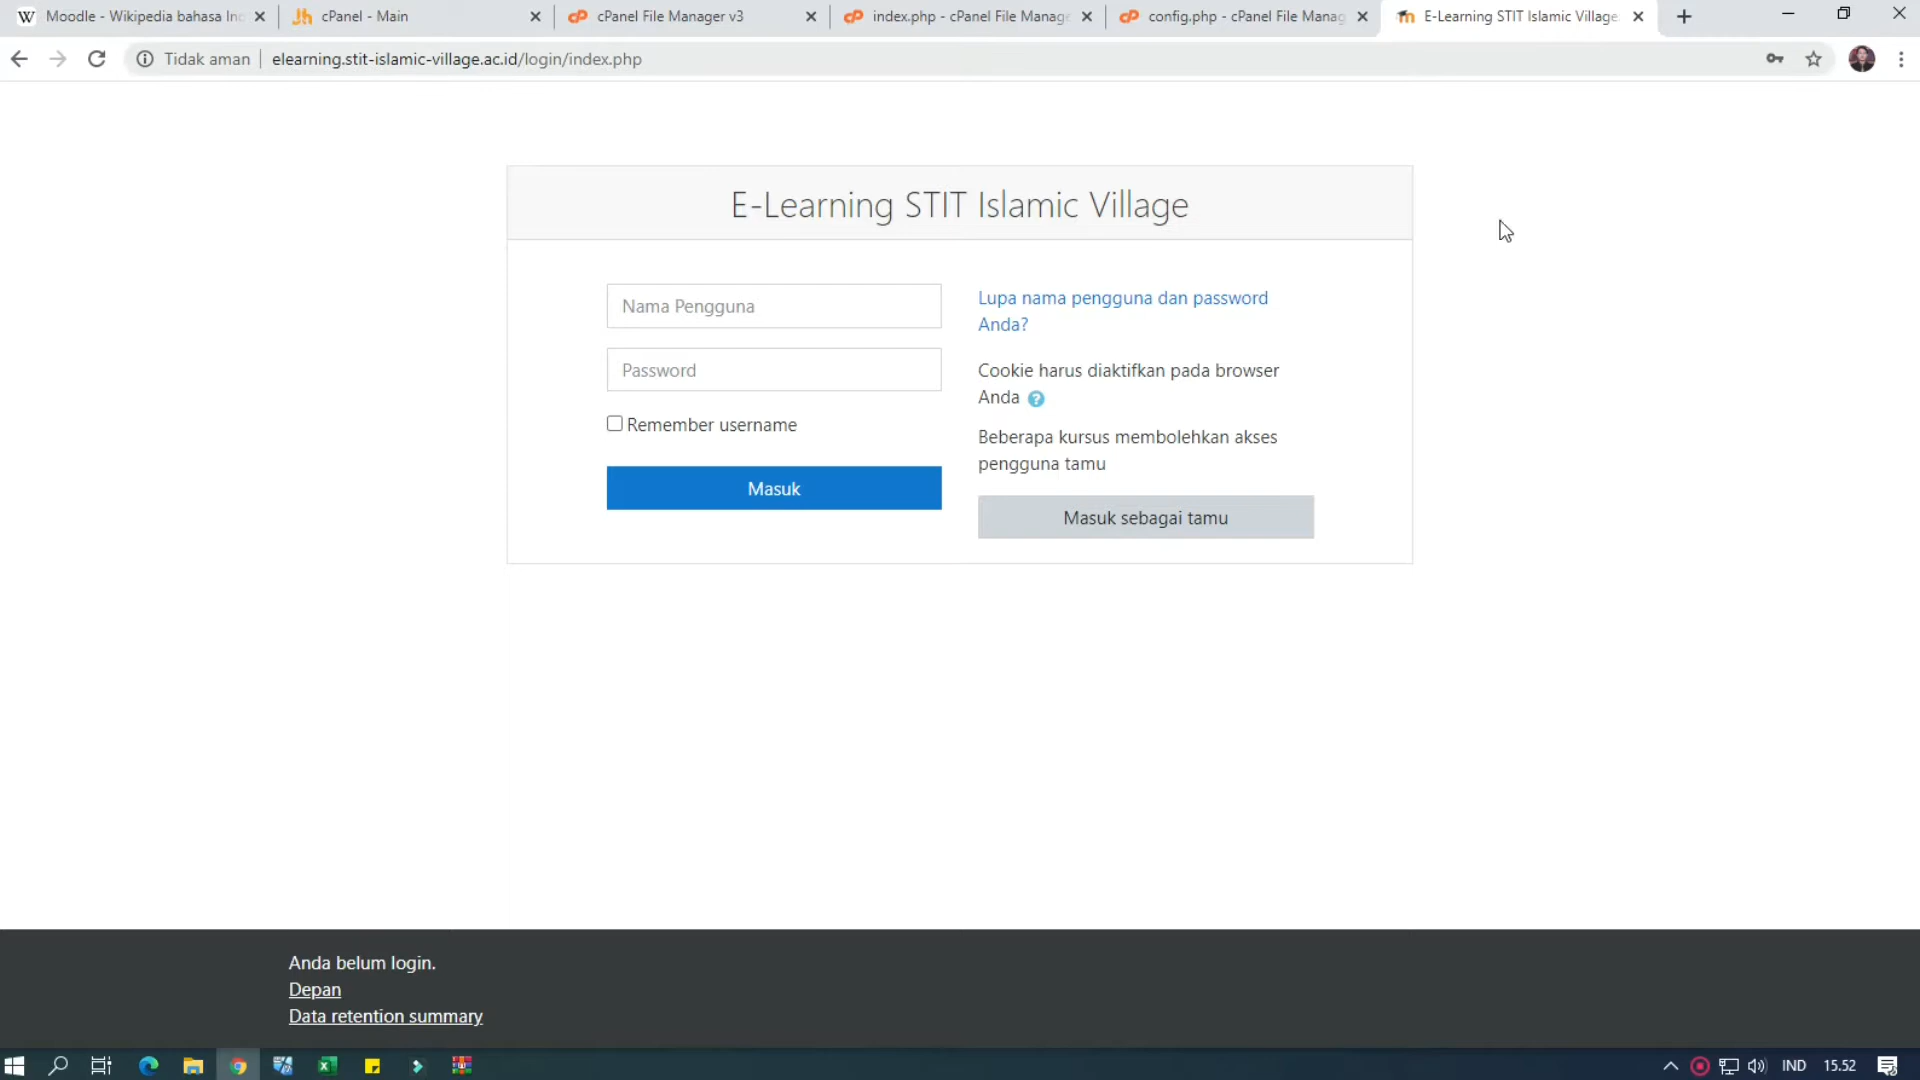 Moodle - Wikipedia bahasa Ind
cPanel - Main
cPanel File Manager v3
index.php - cPanel File Manage
config.php - cPanel File Manag
E-Learning STIT Islamic Village
Tidak aman
elearning.stit-islamic-village.ac.id/login/index.php
E-Learning STIT Islamic Village
Nama Pengguna
Password
Remember username
Masuk
Lupa nama pengguna dan password
Anda?
Cookie harus diaktifkan pada browser
Anda
Beberapa kursus membolehkan akses
pengguna tamu
Masuk sebagai tamu
Anda belum login.
Depan
Data retention summary
IND
15.52